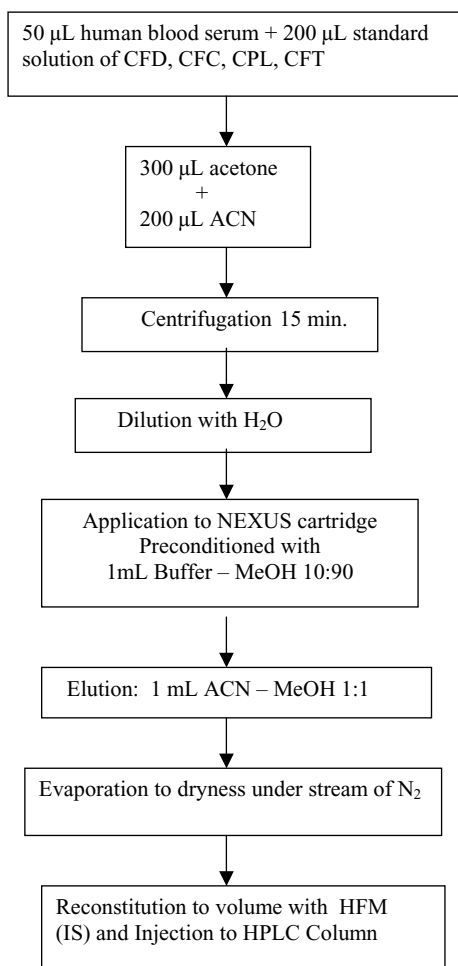 50 μL human blood serum + 200 μL standard
solution of CFD, CFC, CPL, CFT
300 μL acetone
+
200 μL ACN
Centrifugation 15 min.
Dilution with H₂O
Application to NEXUS cartridge
Preconditioned with
1mL Buffer – MeOH 10:90
Elution: 1 mL ACN – MeOH 1:1
Evaporation to dryness under stream of N₂
Reconstitution to volume with HFM
(IS) and Injection to HPLC Column